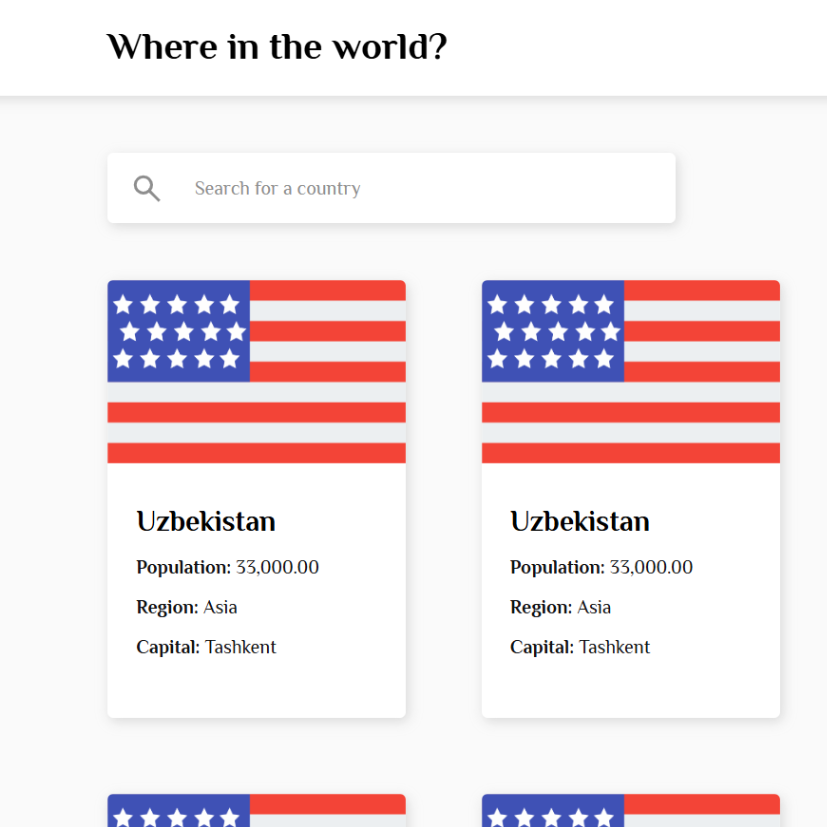 Where in the world?
Search for a country
Uzbekistan
Population: 33,000.00
Region: Asia
Capital: Tashkent
Uzbekistan
Population: 33,000.00
Region: Asia
Capital: Tashkent